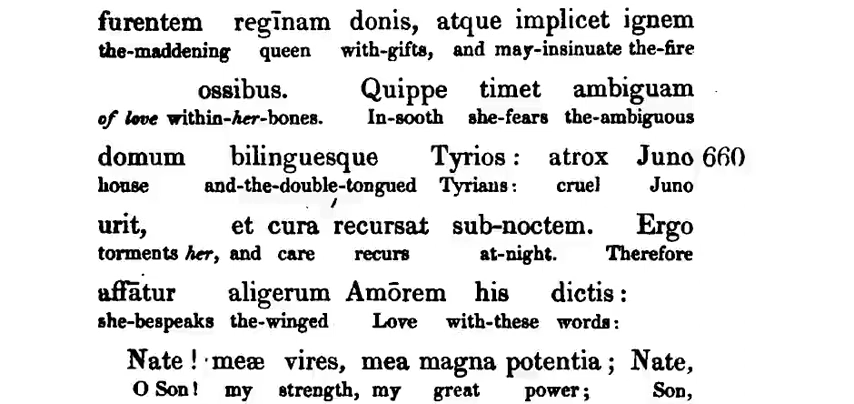 furentem regīnam donis, atque implicet ignem
the-maddening queen with-gifts, and may-insinuate the-fire
ossibus. Quippe timet ambiguam
of love within-her-bones. In-sooth she-fears the-ambiguous
domum bilinguesque Tyrios: atrox Juno 660
house and-the-double-tongued Tyrians: cruel Juno
urit, et cura recursat sub-noctem. Ergo
torments her, and care recurs at-night. Therefore
affātur aligerum Amōrem his dictis:
she-bespeaks the-winged Love with-these words:
Nate! meæ vires, mea magna potentia; Nate,
O Son! my strength, my great power; Son,